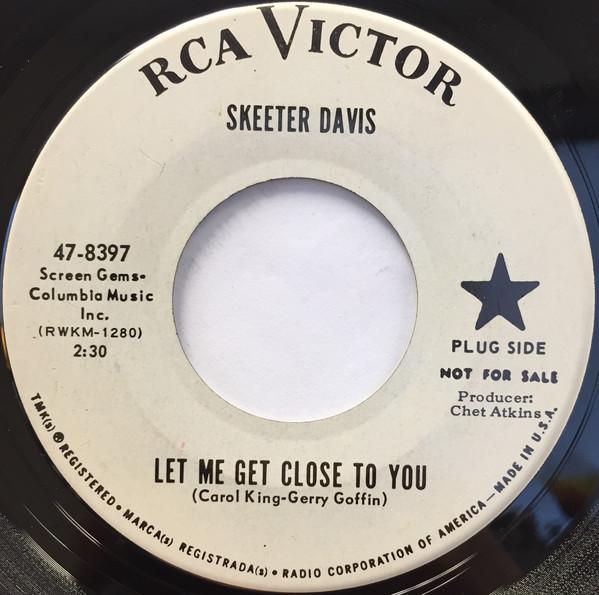 RCA VICTOR
SKEETER DAVIS
47-8397
Screen Gems-
Columbia Music
Inc.
(RWKM-1280)
2:30
★
PLUG SIDE
NOT FOR SALE
Producer:
Chet Atkins
LET ME GET CLOSE TO YOU
(Carol King-Gerry Goffin)
TMK(s) ® REGISTERED • MARCA(s) REGISTRADA(s) • RADIO CORPORATION OF AMERICA—MADE IN U.S.A.